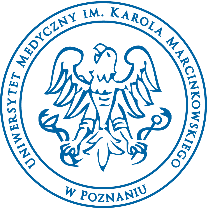 UNIWERSYTET MEDYCZNY IM. KAROLA MARCINKOWSKIEGO
W POZNANIU